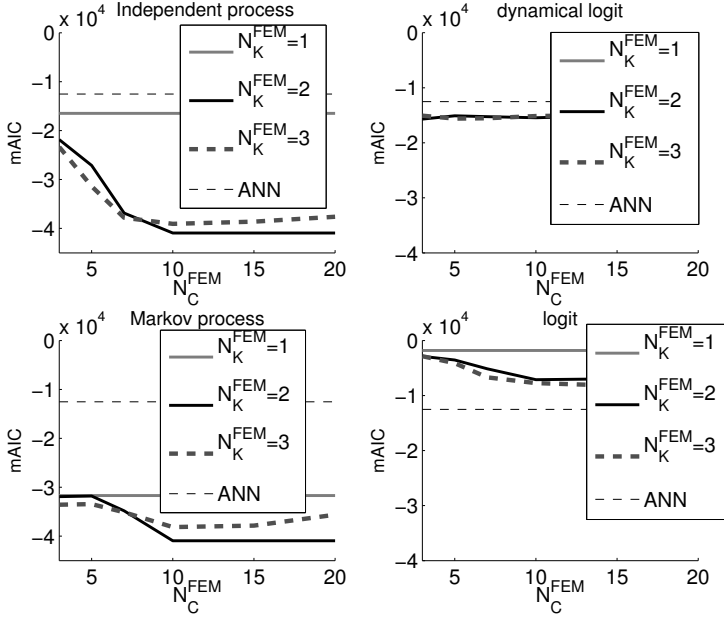 Independent process
x 10^4
0
−1
−2
−3
−4
mAIC
5 10 15 20
N_C^FEM
N_K^FEM=1
N_K^FEM=2
N_K^FEM=3
ANN
dynamical logit
x 10^4
0
−1
−2
−3
−4
mAIC
5 10 15 20
N_C^FEM
N_K^FEM=1
N_K^FEM=2
N_K^FEM=3
ANN
Markov process
x 10^4
0
−1
−2
−3
−4
mAIC
5 10 15 20
N_C^FEM
N_K^FEM=1
N_K^FEM=2
N_K^FEM=3
ANN
logit
x 10^4
0
−1
−2
−3
−4
mAIC
5 10 15 20
N_C^FEM
N_K^FEM=1
N_K^FEM=2
N_K^FEM=3
ANN